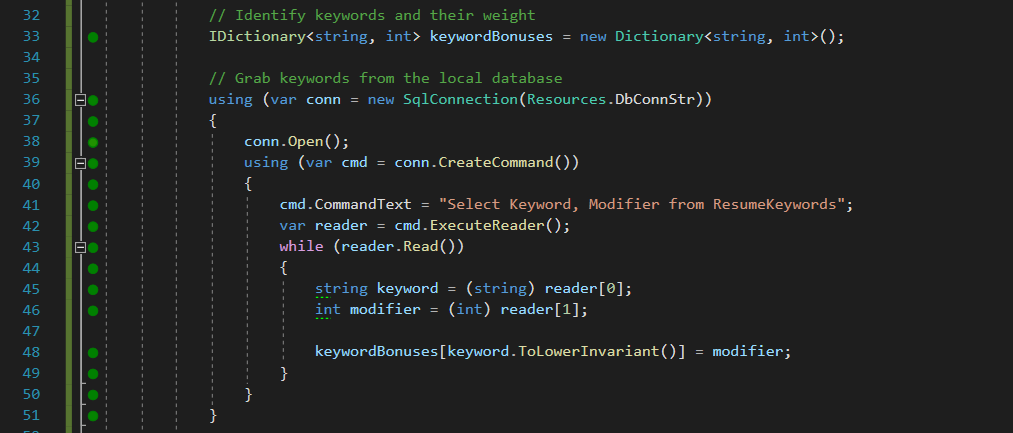 32 // Identify keywords and their weight
33 IDictionary<string, int> keywordBonuses = new Dictionary<string, int>();
34
35 // Grab keywords from the local database
36 using (var conn = new SqlConnection(Resources.DbConnStr))
37 {
38 conn.Open();
39 using (var cmd = conn.CreateCommand())
40 {
41 cmd.CommandText = "Select Keyword, Modifier from ResumeKeywords";
42 var reader = cmd.ExecuteReader();
43 while (reader.Read())
44 {
45 string keyword = (string) reader[0];
46 int modifier = (int) reader[1];
47
48 keywordBonuses[keyword.ToLowerInvariant()] = modifier;
49 }
50 }
51 }